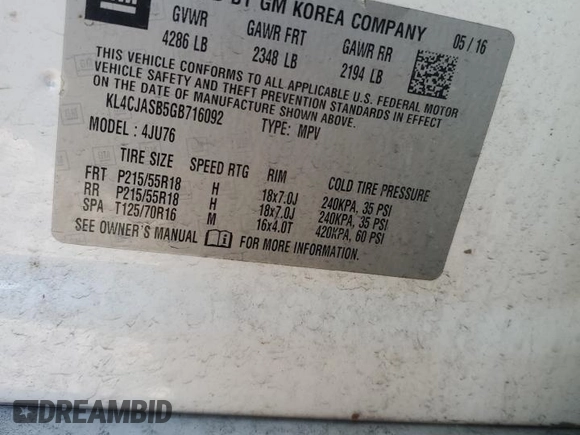 GM
D BY GM KOREA COMPANY
GVWR GAWR FRT GAWR RR 05/16
4286 LB 2348 LB 2194 LB
THIS VEHICLE CONFORMS TO ALL APPLICABLE U.S. FEDERAL MOTOR
VEHICLE SAFETY AND THEFT PREVENTION STANDARDS IN EFFECT
ON THE DATE OF MANUFACTURE SHOWN ABOVE.
KL4CJASB5GB716092 TYPE: MPV
MODEL: 4JU76
TIRE SIZE SPEED RTG RIM COLD TIRE PRESSURE
FRT P215/55R18 H 18x7.0J 240KPA, 35 PSI
RR P215/55R18 H 18x7.0J 240KPA, 35 PSI
SPA T125/70R16 M 16x4.0T 420KPA, 60 PSI
SEE OWNER'S MANUAL FOR MORE INFORMATION.
DREAMBID